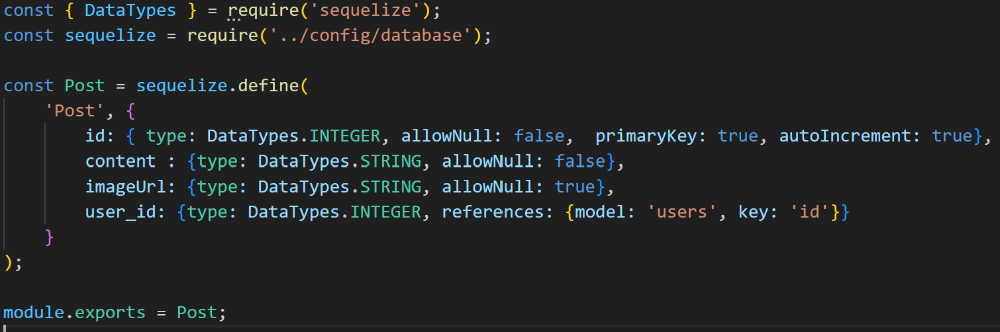 const { DataTypes } = require('sequelize');
const sequelize = require('../config/database');

const Post = sequelize.define(
    'Post', {
        id: { type: DataTypes.INTEGER, allowNull: false,  primaryKey: true, autoIncrement: true},
        content : {type: DataTypes.STRING, allowNull: false},
        imageUrl: {type: DataTypes.STRING, allowNull: true},
        user_id: {type: DataTypes.INTEGER, references: {model: 'users', key: 'id'}}
    }
);

module.exports = Post;